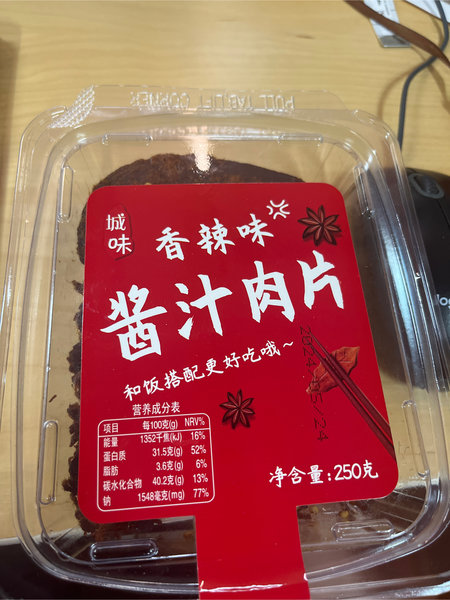 PULL TAB LIFT CORNER
城味
香辣味
酱汁肉片
和饭搭配更好吃哦~
营养成分表
项目 每100克(g) NRV%
能量 1352千焦(kJ) 16%
蛋白质 31.5克(g) 52%
脂肪 3.6克(g) 6%
碳水化合物 40.2克(g) 13%
钠 1548毫克(mg) 77%
净含量:250克